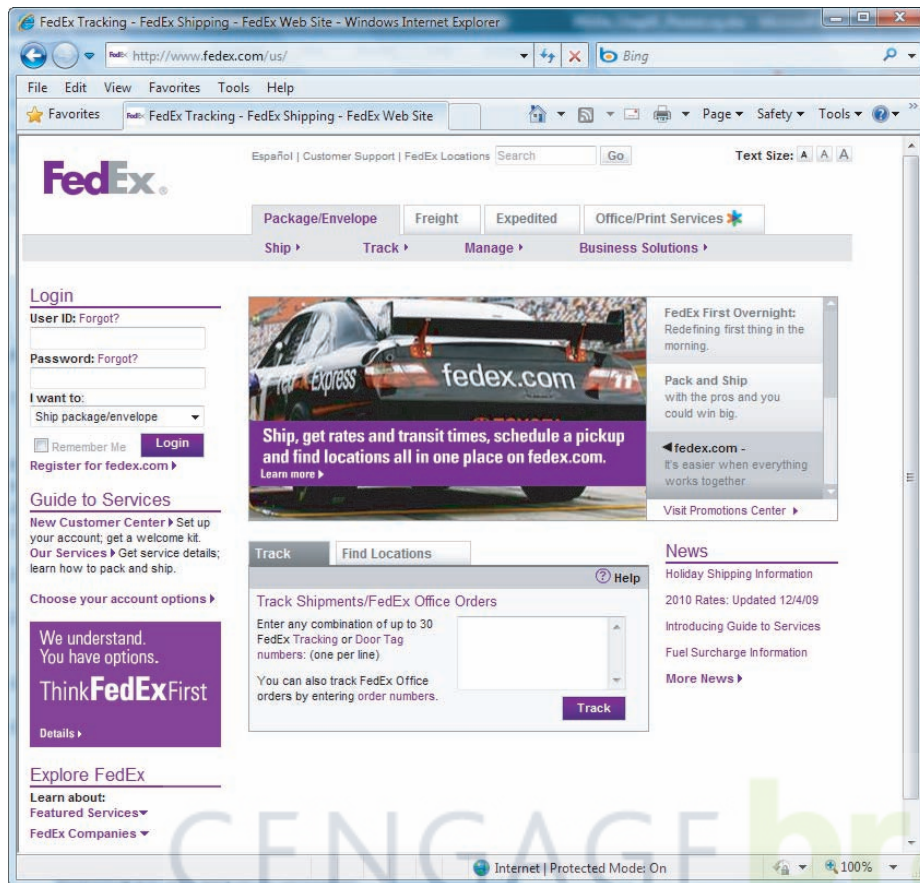 FedEx Tracking - FedEx Shipping - FedEx Web Site - Windows Internet Explorer
http://www.fedex.com/us/
Bing
File Edit View Favorites Tools Help
Favorites
FedEx Tracking - FedEx Shipping - FedEx Web Site
Page Safety Tools
FedEx®
Español | Customer Support | FedEx Locations Search Go
Text Size: A A A
Package/Envelope Freight Expedited Office/Print Services
Ship Track Manage Business Solutions
Login
User ID: Forgot?
Password: Forgot?
I want to:
Ship package/envelope
Remember Me Login
Register for fedex.com
Guide to Services
New Customer Center Set up
your account; get a welcome kit.
Our Services Get service details;
learn how to pack and ship.
Choose your account options
We understand.
You have options.
ThinkFedExFirst
Details
Explore FedEx
Learn about:
Featured Services
FedEx Companies
Express
fedex.com
11
TOYOTA
Ship, get rates and transit times, schedule a pickup
and find locations all in one place on fedex.com.
Learn more
FedEx First Overnight:
Redefining first thing in the
morning.
Pack and Ship
with the pros and you
could win big.
fedex.com -
It's easier when everything
works together
Visit Promotions Center
Track Find Locations
Help
Track Shipments/FedEx Office Orders
Enter any combination of up to 30
FedEx Tracking or Door Tag
numbers: (one per line)
You can also track FedEx Office
orders by entering order numbers.
Track
News
Holiday Shipping Information
2010 Rates: Updated 12/4/09
Introducing Guide to Services
Fuel Surcharge Information
More News
CENGAGE br
Internet | Protected Mode: On
100%